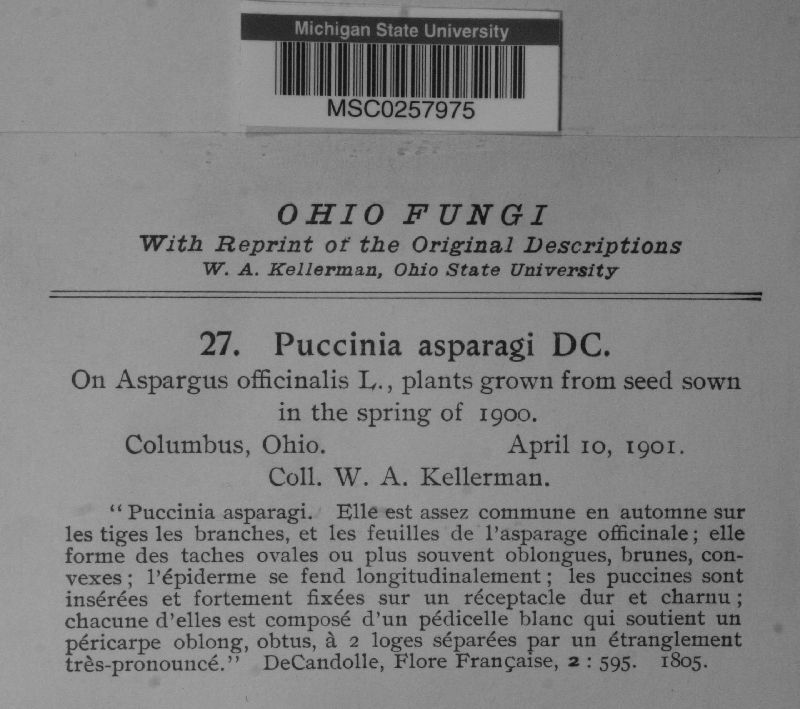 Michigan State University
MSC0257975
OHIO FUNGI
With Reprint of the Original Descriptions
W. A. Kellerman, Ohio State University
27. Puccinia asparagi DC.
On Aspargus officinalis L., plants grown from seed sown
in the spring of 1900.
Columbus, Ohio. April 10, 1901.
Coll. W. A. Kellerman.
“Puccinia asparagi. Elle est assez commune en automne sur
les tiges les branches, et les feuilles de l'asparage officinale; elle
forme des taches ovales ou plus souvent oblongues, brunes, con-
vexes; l'épiderme se fend longitudinalement; les puccines sont
insérées et fortement fixées sur un réceptacle dur et charnu;
chacune d'elles est composé d'un pédicelle blanc qui soutient un
péricarpe oblong, obtus, à 2 loges séparées par un étranglement
très-pronouncé.” DeCandolle, Flore Française, 2: 595. 1805.